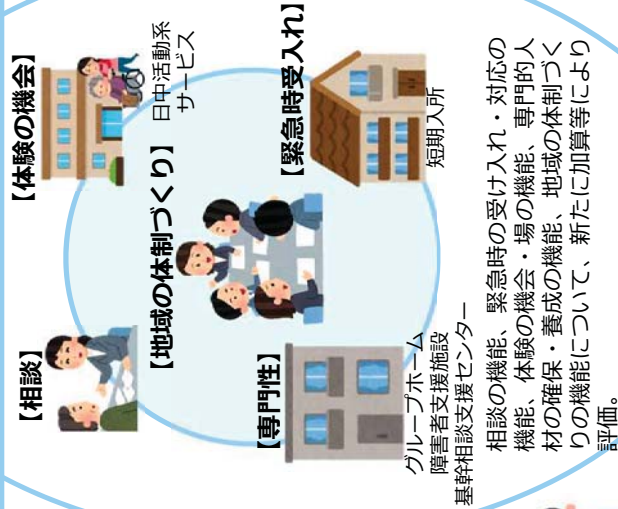 【相談】
【体験の機会】
日中活動系
サービス
【地域の体制づくり】
【専門性】
【緊急時受入れ】
グループホーム
障害者支援施設
基幹相談支援センター
短期入所
相談の機能、緊急時の受け入れ・対応の
機能、体験の機会・場の機能、専門的人
材の確保・養成の機能、地域の体制づく
りの機能について、新たに加算等により
評価。